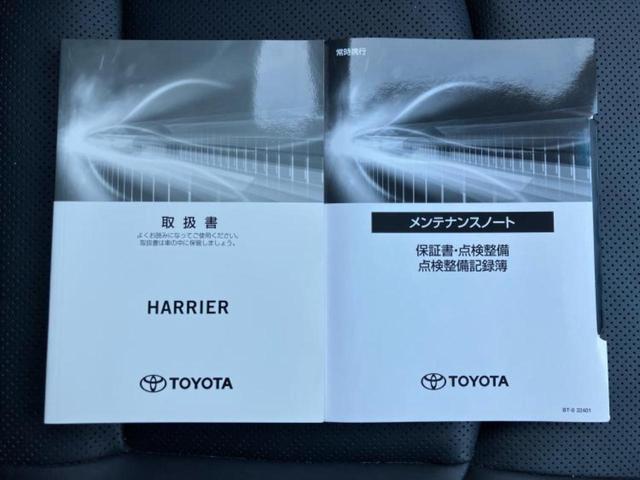 取扱書
よくお読みになってご使用ください。
取扱書は車の中に保管しましょう。
HARRIER
TOYOTA
常時携行
メンテナンスノート
保証書・点検整備
点検整備記録簿
TOYOTA
BT-6 32401